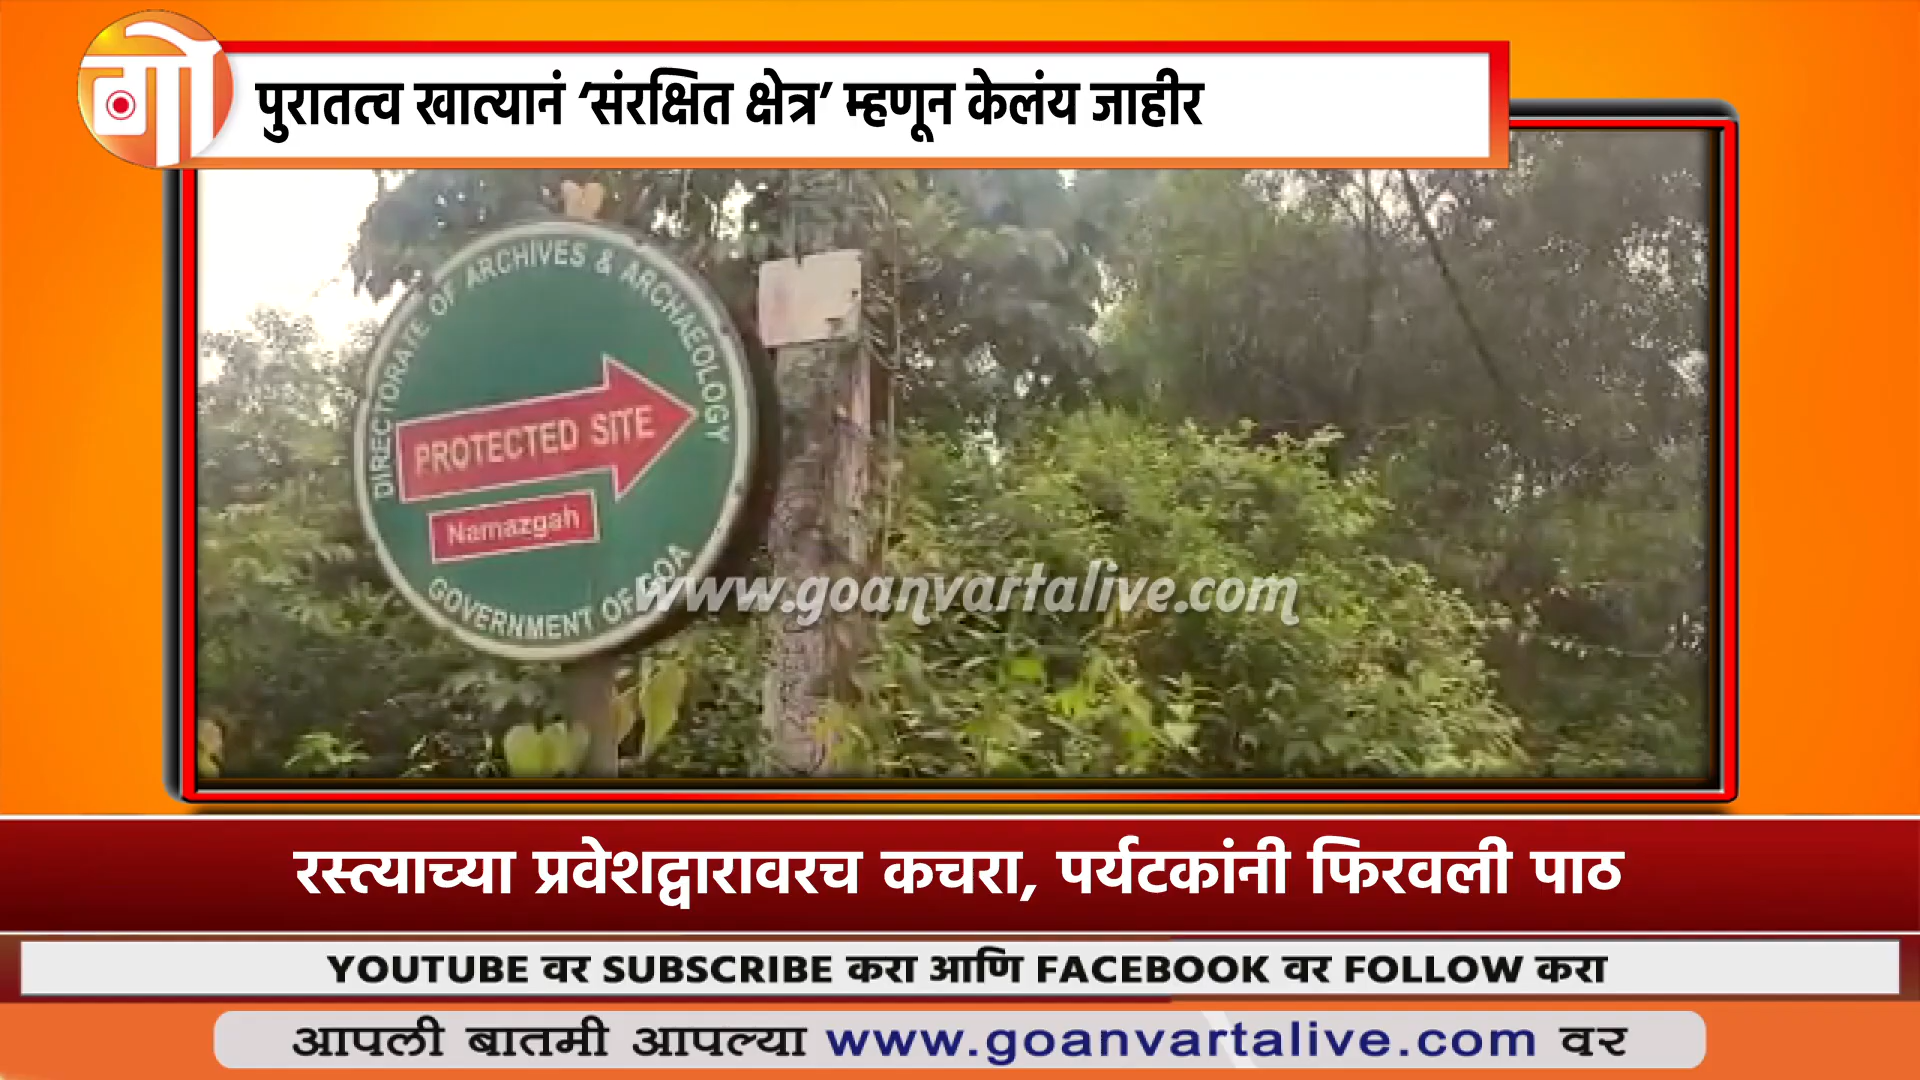 गो
पुरातत्व खात्यानं ‘संरक्षित क्षेत्र’ म्हणून केलंय जाहीर
DIRECTORATE OF ARCHIVES & ARCHAEOLOGY
PROTECTED SITE
Namazgah
GOVERNMENT OF GOA
www.goanvartalive.com
रस्त्याच्या प्रवेशद्वारावरच कचरा, पर्यटकांनी फिरवली पाठ
YOUTUBE वर SUBSCRIBE करा आणि FACEBOOK वर FOLLOW करा
आपली बातमी आपल्या www.goanvartalive.com वर